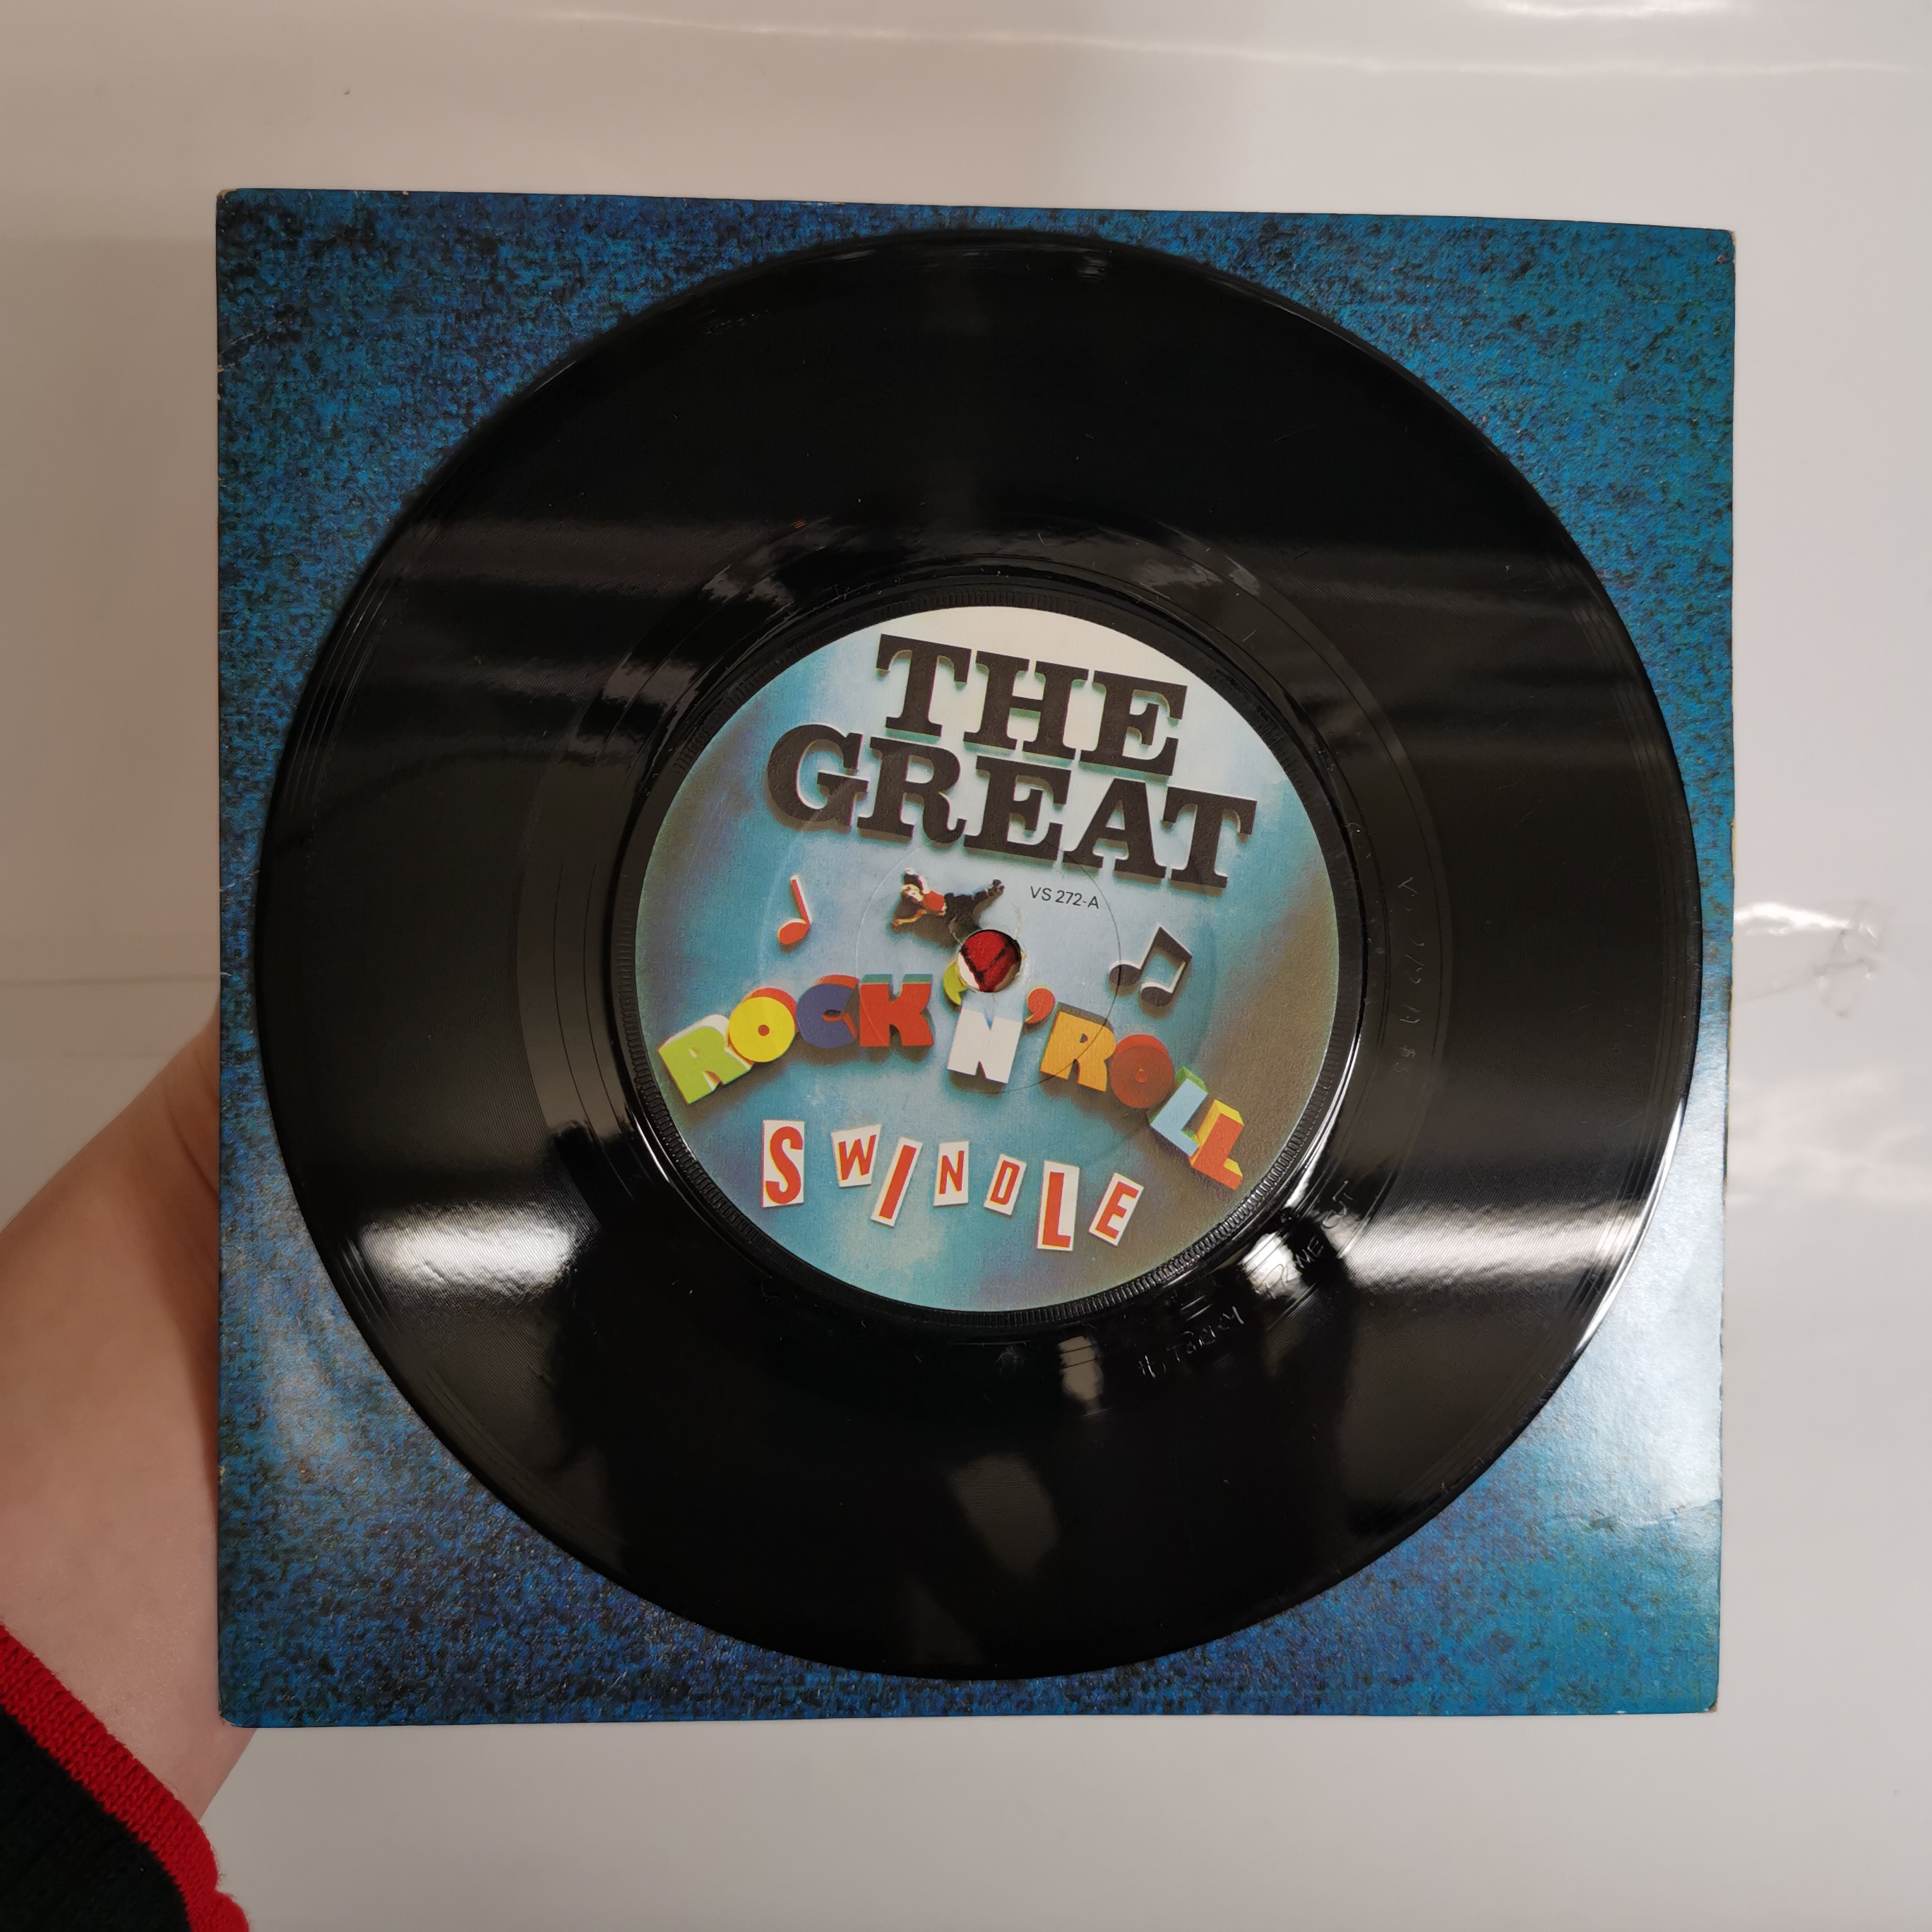 THE
GREAT
VS 272-A
ROCK 'N' ROLL
SWINDLE